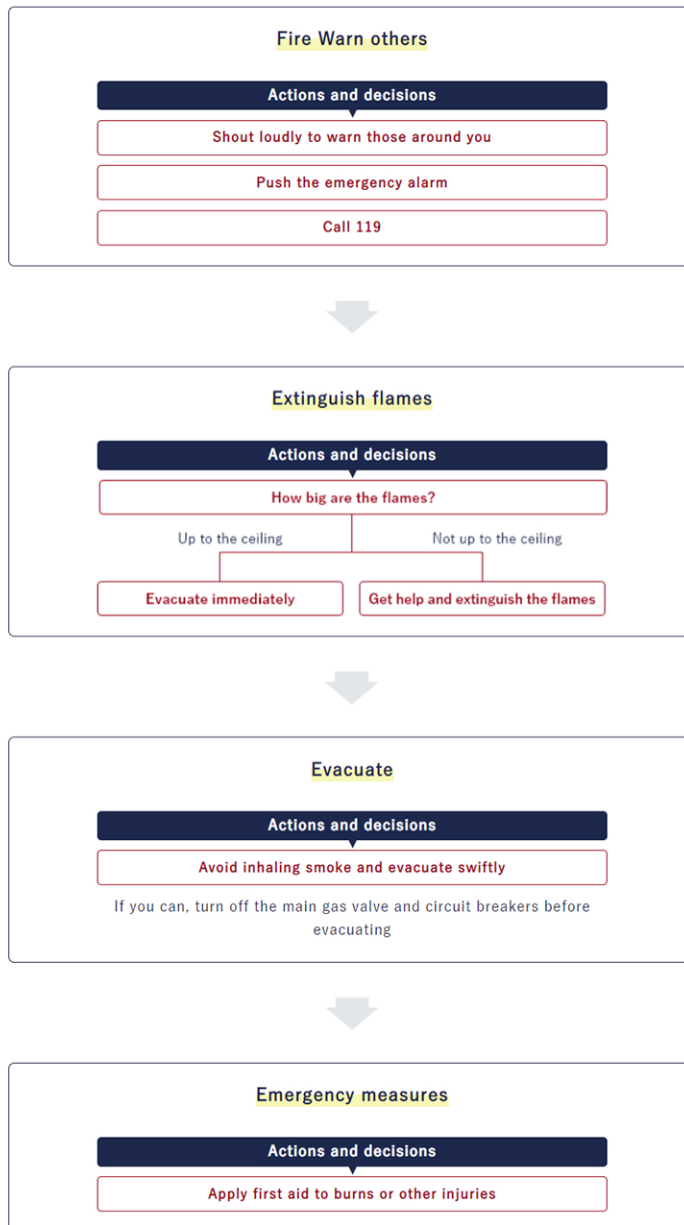 Fire Warn others
Actions and decisions
Shout loudly to warn those around you
Push the emergency alarm
Call 119
Extinguish flames
Actions and decisions
How big are the flames?
Up to the ceiling
Not up to the ceiling
Evacuate immediately
Get help and extinguish the flames
Evacuate
Actions and decisions
Avoid inhaling smoke and evacuate swiftly
If you can, turn off the main gas valve and circuit breakers before
evacuating
Emergency measures
Actions and decisions
Apply first aid to burns or other injuries